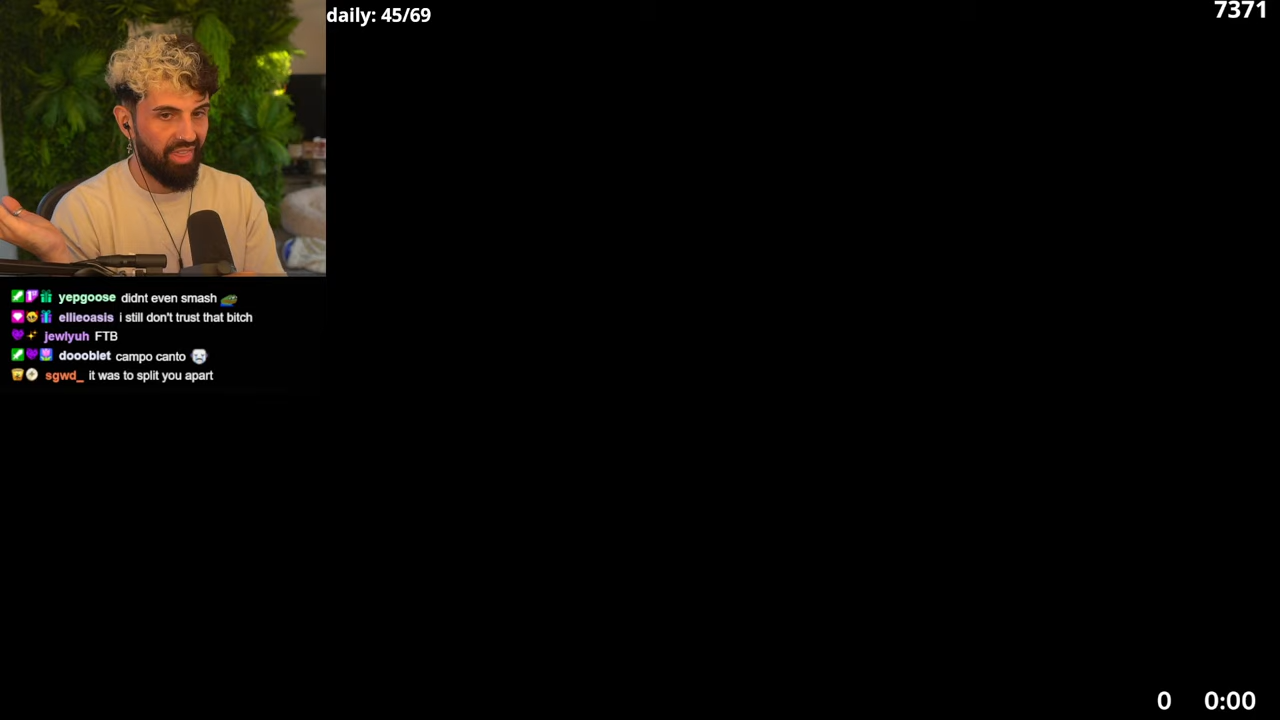 daily: 45/69
7371
yepgoose didnt even smash
ellieoasis i still don't trust that bitch
jewlyuh FTB
doooblet campo canto
sgwd_ it was to split you apart
0 0:00